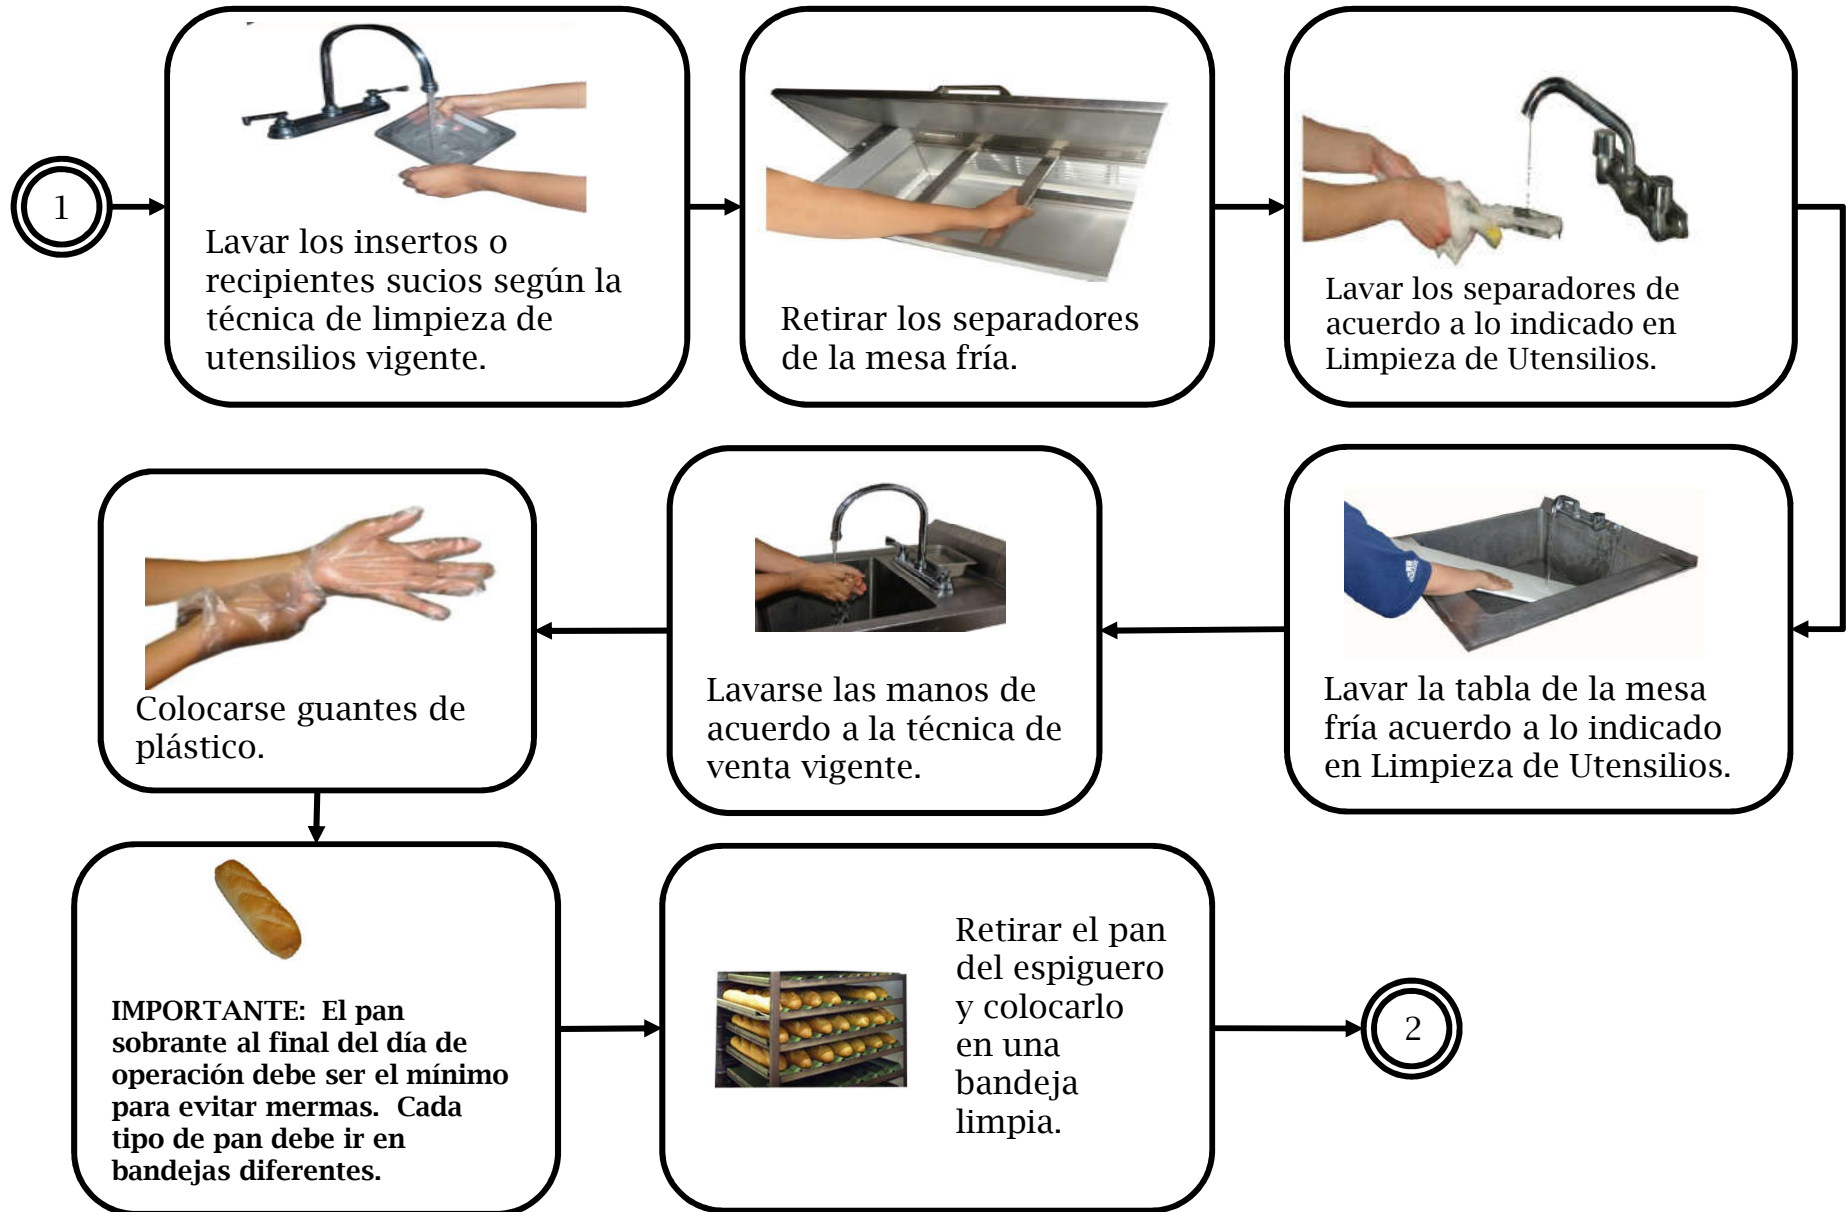 1
Lavar los insertos o
recipientes sucios según la
técnica de limpieza de
utensilios vigente.
Retirar los separadores
de la mesa fría.
Lavar los separadores de
acuerdo a lo indicado en
Limpieza de Utensilios.
Lavar la tabla de la mesa
fría acuerdo a lo indicado
en Limpieza de Utensilios.
Lavarse las manos de
acuerdo a la técnica de
venta vigente.
Colocarse guantes de
plástico.
IMPORTANTE:  El pan
sobrante al final del día de
operación debe ser el mínimo
para evitar mermas.  Cada
tipo de pan debe ir en
bandejas diferentes.
Retirar el pan
del espiguero
y colocarlo
en una
bandeja
limpia.
2